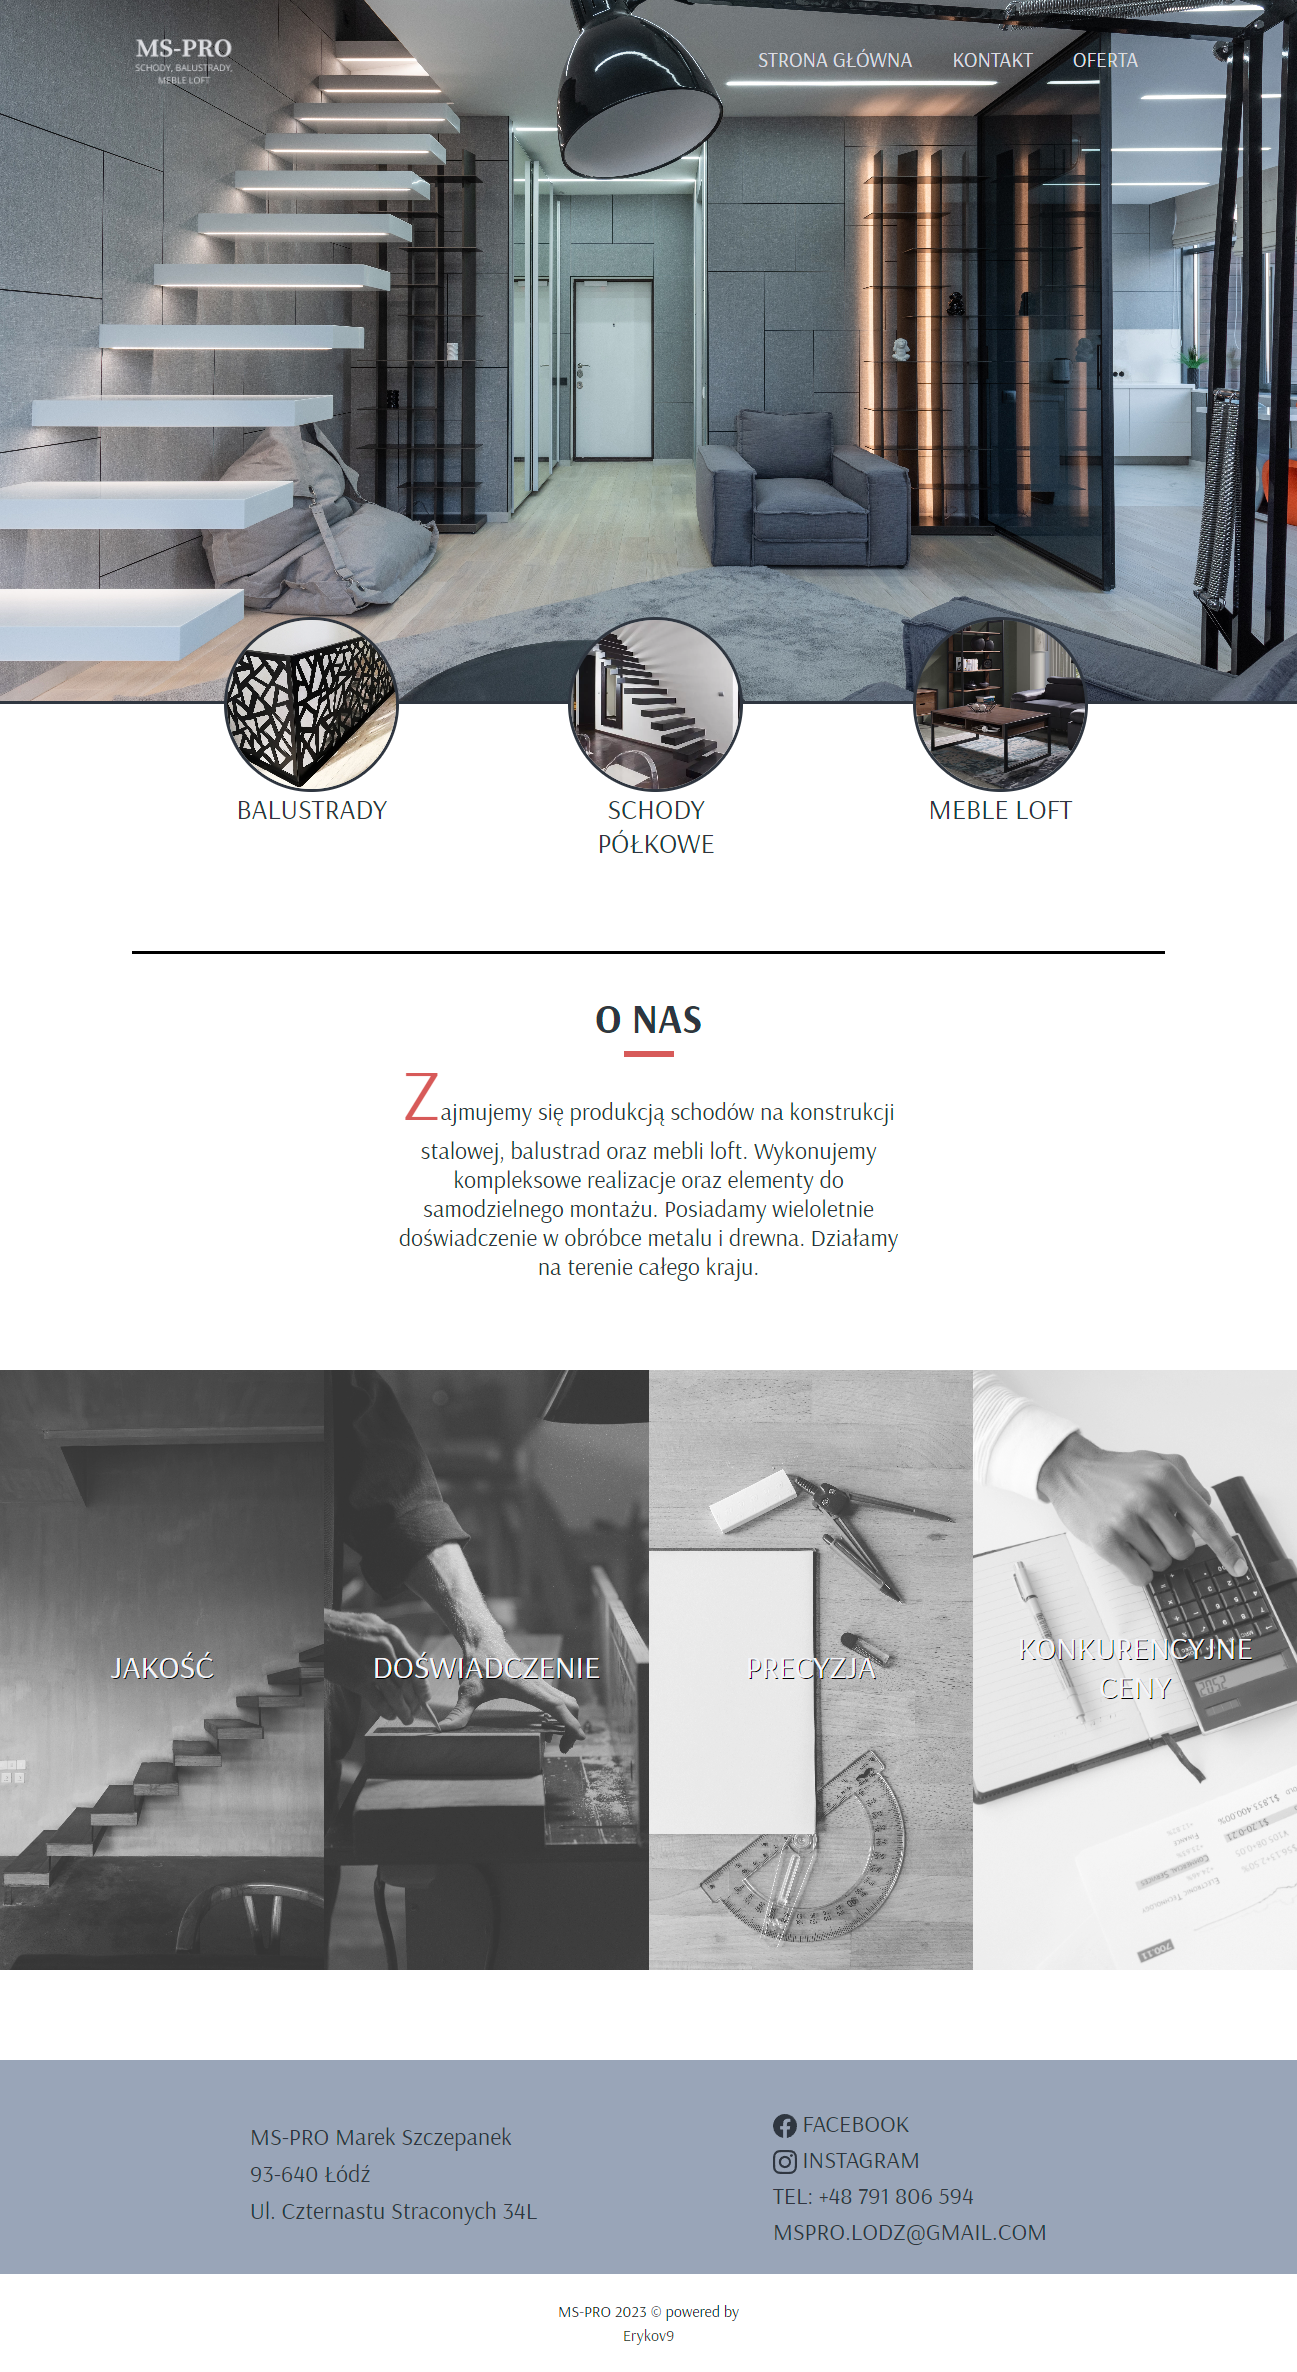 MS-PRO
SCHODY, BALUSTRADY,
MEBLE LOFT
STRONA GŁÓWNA KONTAKT OFERTA
BALUSTRADY
SCHODY
PÓŁKOWE
MEBLE LOFT
O NAS
Zajmujemy się produkcją schodów na konstrukcji
stalowej, balustrad oraz mebli loft. Wykonujemy
kompleksowe realizacje oraz elementy do
samodzielnego montażu. Posiadamy wieloletnie
doświadczenie w obróbce metalu i drewna. Działamy
na terenie całego kraju.
JAKOŚĆ
DOŚWIADCZENIE
PRECYZJA
KONKURENCYJNE
CENY
MS-PRO Marek Szczepanek
93-640 Łódź
Ul. Czternastu Straconych 34L
FACEBOOK
INSTAGRAM
TEL: +48 791 806 594
MSPRO.LODZ@GMAIL.COM
MS-PRO 2023 © powered by
Erykov9